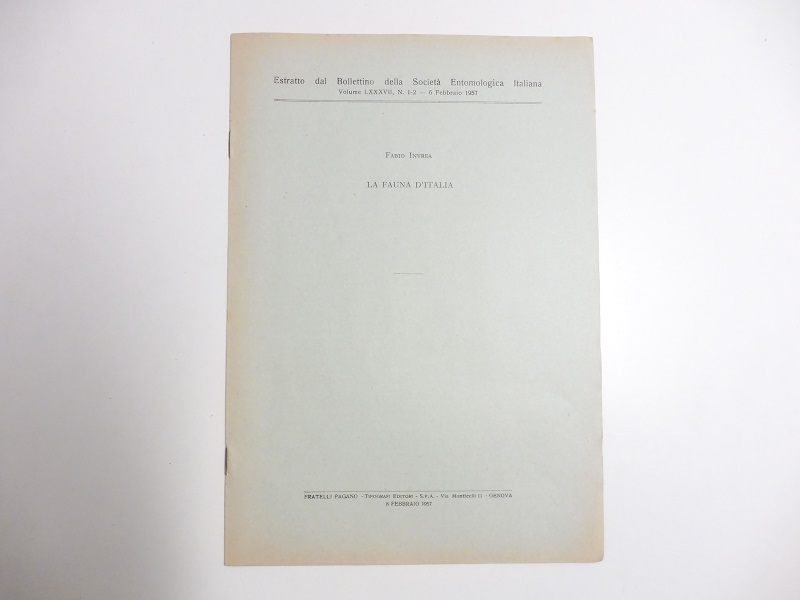 Estratto dal Bollettino della Società Entomologica Italiana
Volume LXXXVII, N. 1-2 — 6 Febbraio 1957
Fabio Invrea
LA FAUNA D'ITALIA
FRATELLI PAGANO - Tipografi Editori - S.P.A. - Via Monticelli 11 - GENOVA
6 FEBBRAIO 1957